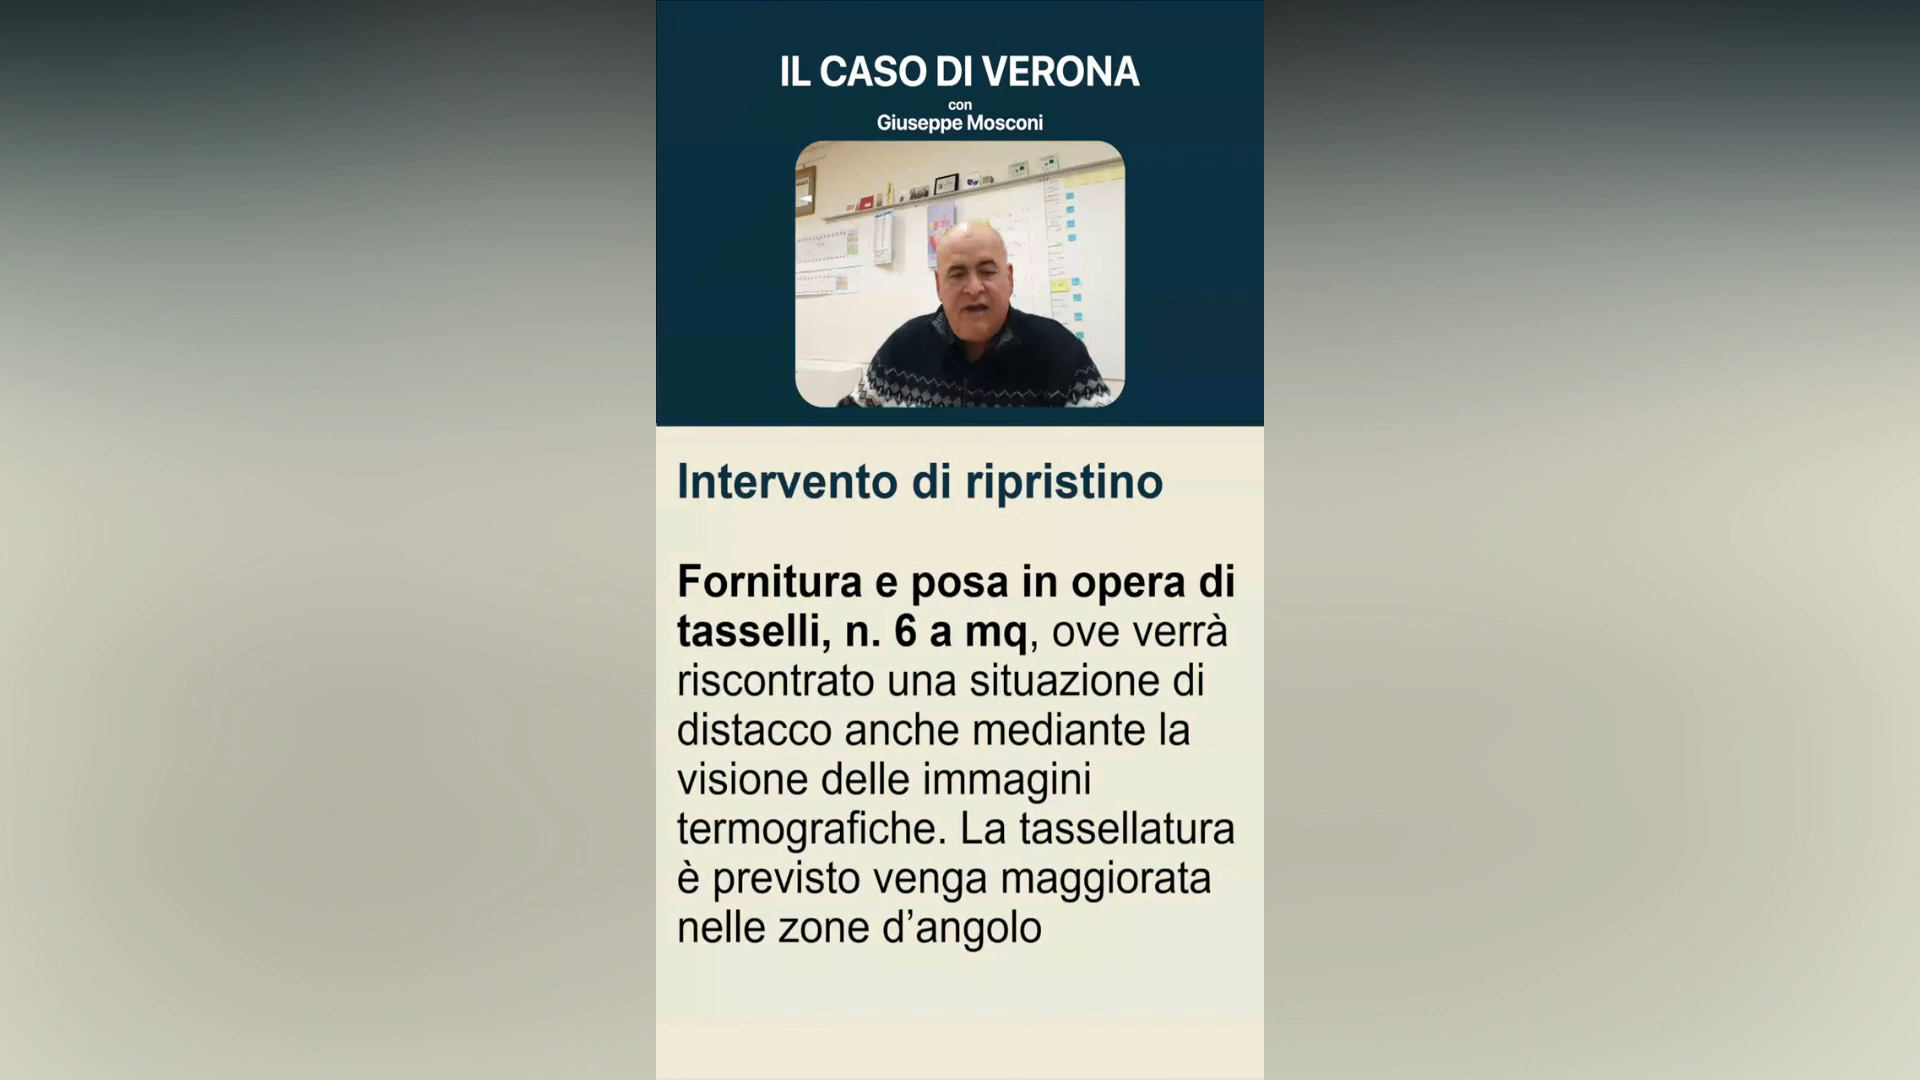 IL CASO DI VERONA
con
Giuseppe Mosconi
Intervento di ripristino
Fornitura e posa in opera di
tasselli, n. 6 a mq, ove verrà
riscontrato una situazione di
distacco anche mediante la
visione delle immagini
termografiche. La tassellatura
è previsto venga maggiorata
nelle zone d’angolo